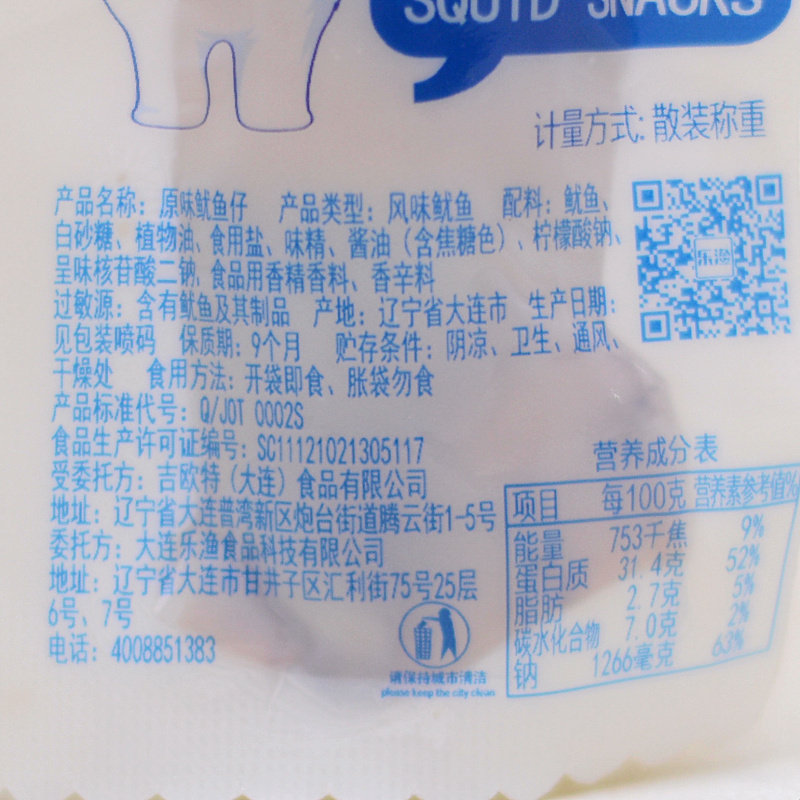 SQUID SNACKS
计量方式: 散装称重
产品名称: 原味鱿鱼仔 产品类型: 风味鱿鱼 配料: 鱿鱼、
白砂糖、植物油、食用盐、味精、酱油（含焦糖色）、柠檬酸钠、
呈味核苷酸二钠、食品用香精香料、香辛料
过敏源: 含有鱿鱼及其制品 产地: 辽宁省大连市 生产日期:
见包装喷码 保质期: 9个月 贮存条件: 阴凉、卫生、通风、
干燥处 食用方法: 开袋即食、胀袋勿食
产品标准代号: Q/JOT 0002S
食品生产许可证编号: SC11121021305117
受委托方: 吉欧特（大连）食品有限公司
地址: 辽宁省大连普湾新区炮台街道腾云街1-5号
委托方: 大连乐渔食品科技有限公司
地址: 辽宁省大连市甘井子区汇利街75号25层
6号、7号
电话: 4008851383
乐渔
请保持城市清洁
please keep the city clean
营养成分表
项目 每100克 营养素参考值%
能量 753千焦 9%
蛋白质 31.4克 52%
脂肪 2.7克 5%
碳水化合物 7.0克 2%
钠 1266毫克 63%